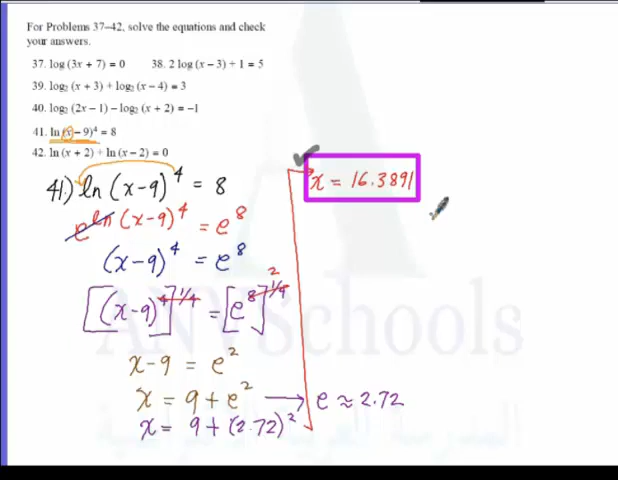 For Problems 37–42, solve the equations and check
your answers.
37. log (3x + 7) = 0 38. 2 log (x − 3) + 1 = 5
39. log₂ (x + 3) + log₂ (x − 4) = 3
40. log₂ (2x − 1) − log₂ (x + 2) = −1
41. ln (x − 9)⁴ = 8
42. ln (x + 2) + ln (x − 2) = 0
41) ln (x-9)⁴ = 8
x = 16.3891
e^ln (x-9)⁴ = e⁸
(x-9)⁴ = e⁸
[(x-9)⁴]^1/4 = [e⁸]^1/4 2
x-9 = e²
x = 9 + e² → e ≈ 2.72
x = 9 + (2.72)²
ANYSchools